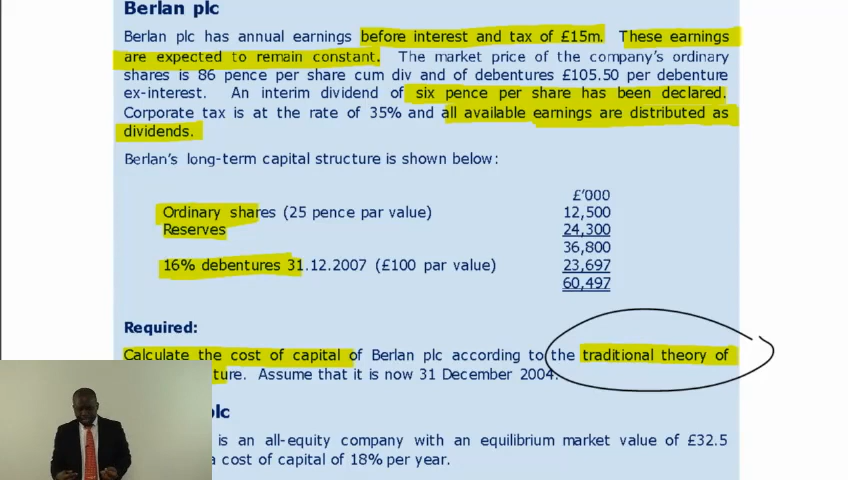 Berlan plc
Berlan plc has annual earnings before interest and tax of £15m. These earnings
are expected to remain constant. The market price of the company's ordinary
shares is 86 pence per share cum div and of debentures £105.50 per debenture
ex-interest. An interim dividend of six pence per share has been declared.
Corporate tax is at the rate of 35% and all available earnings are distributed as
dividends.
Berlan's long-term capital structure is shown below:
£'000
Ordinary shares (25 pence par value) 12,500
Reserves 24,300
36,800
16% debentures 31.12.2007 (£100 par value) 23,697
60,497
Required:
Calculate the cost of capital of Berlan plc according to the traditional theory of
ture. Assume that it is now 31 December 2004.
plc
is an all-equity company with an equilibrium market value of £32.5
a cost of capital of 18% per year.